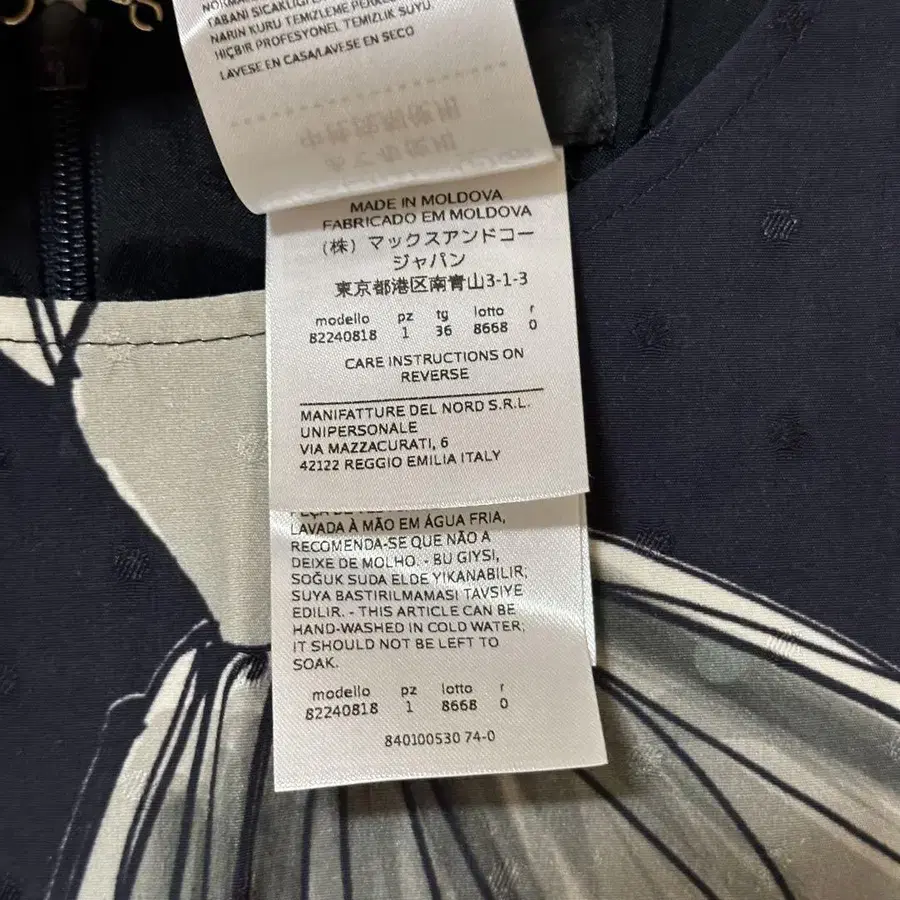 TABANI SICAKLIĞI
NARIN KURU TEMIZLEME
HIÇBIR PROFESYONEL TEMIZLIK SUYU.
LAVESE EN CASA/LAVESE EN SECO
MADE IN MOLDOVA
FABRICADO EM MOLDOVA
(株) マックスアンドコー
ジャパン
東京都港区南青山3-1-3
modello pz tg lotto r
82240818 1 36 8668 0
CARE INSTRUCTIONS ON
REVERSE
MANIFATTURE DEL NORD S.R.L.
UNIPERSONALE
VIA MAZZACURATI, 6
42122 REGGIO EMILIA ITALY
LAVADA À MÃO EM ÁGUA FRIA,
RECOMENDA-SE QUE NÃO A
DEIXE DE MOLHO. - BU GIYSI,
SOĞUK SUDA ELDE YIKANABILIR;
SUYA BASTIRILMAMASI TAVSIYE
EDILIR. - THIS ARTICLE CAN BE
HAND-WASHED IN COLD WATER;
IT SHOULD NOT BE LEFT TO
SOAK.
modello pz lotto r
82240818 1 8668 0
840100530 74-0